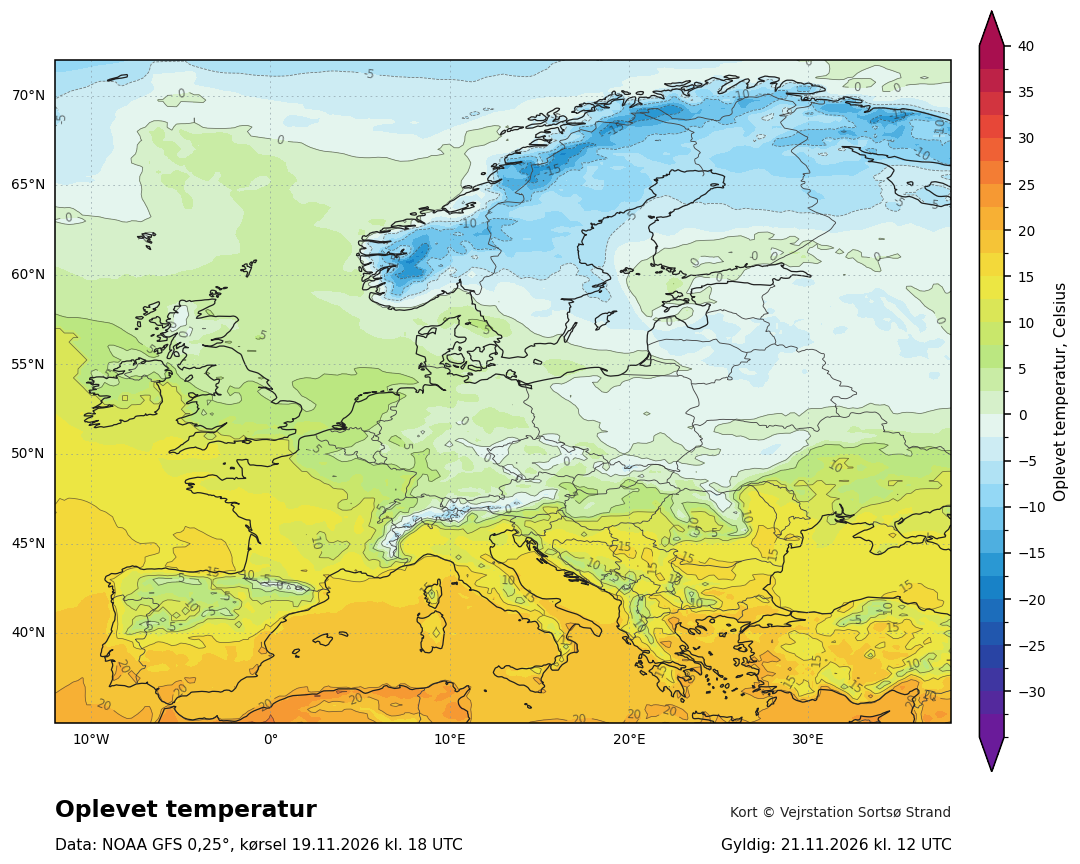 70°N
65°N
60°N
55°N
50°N
45°N
40°N
10°W 0° 10°E 20°E 30°E
40
35
30
25
20
15
10
5
0
−5
−10
−15
−20
−25
−30
Oplevet temperatur, Celsius
Oplevet temperatur
Kort © Vejrstation Sortsø Strand
Data: NOAA GFS 0,25°, kørsel 19.11.2026 kl. 18 UTC
Gyldig: 21.11.2026 kl. 12 UTC